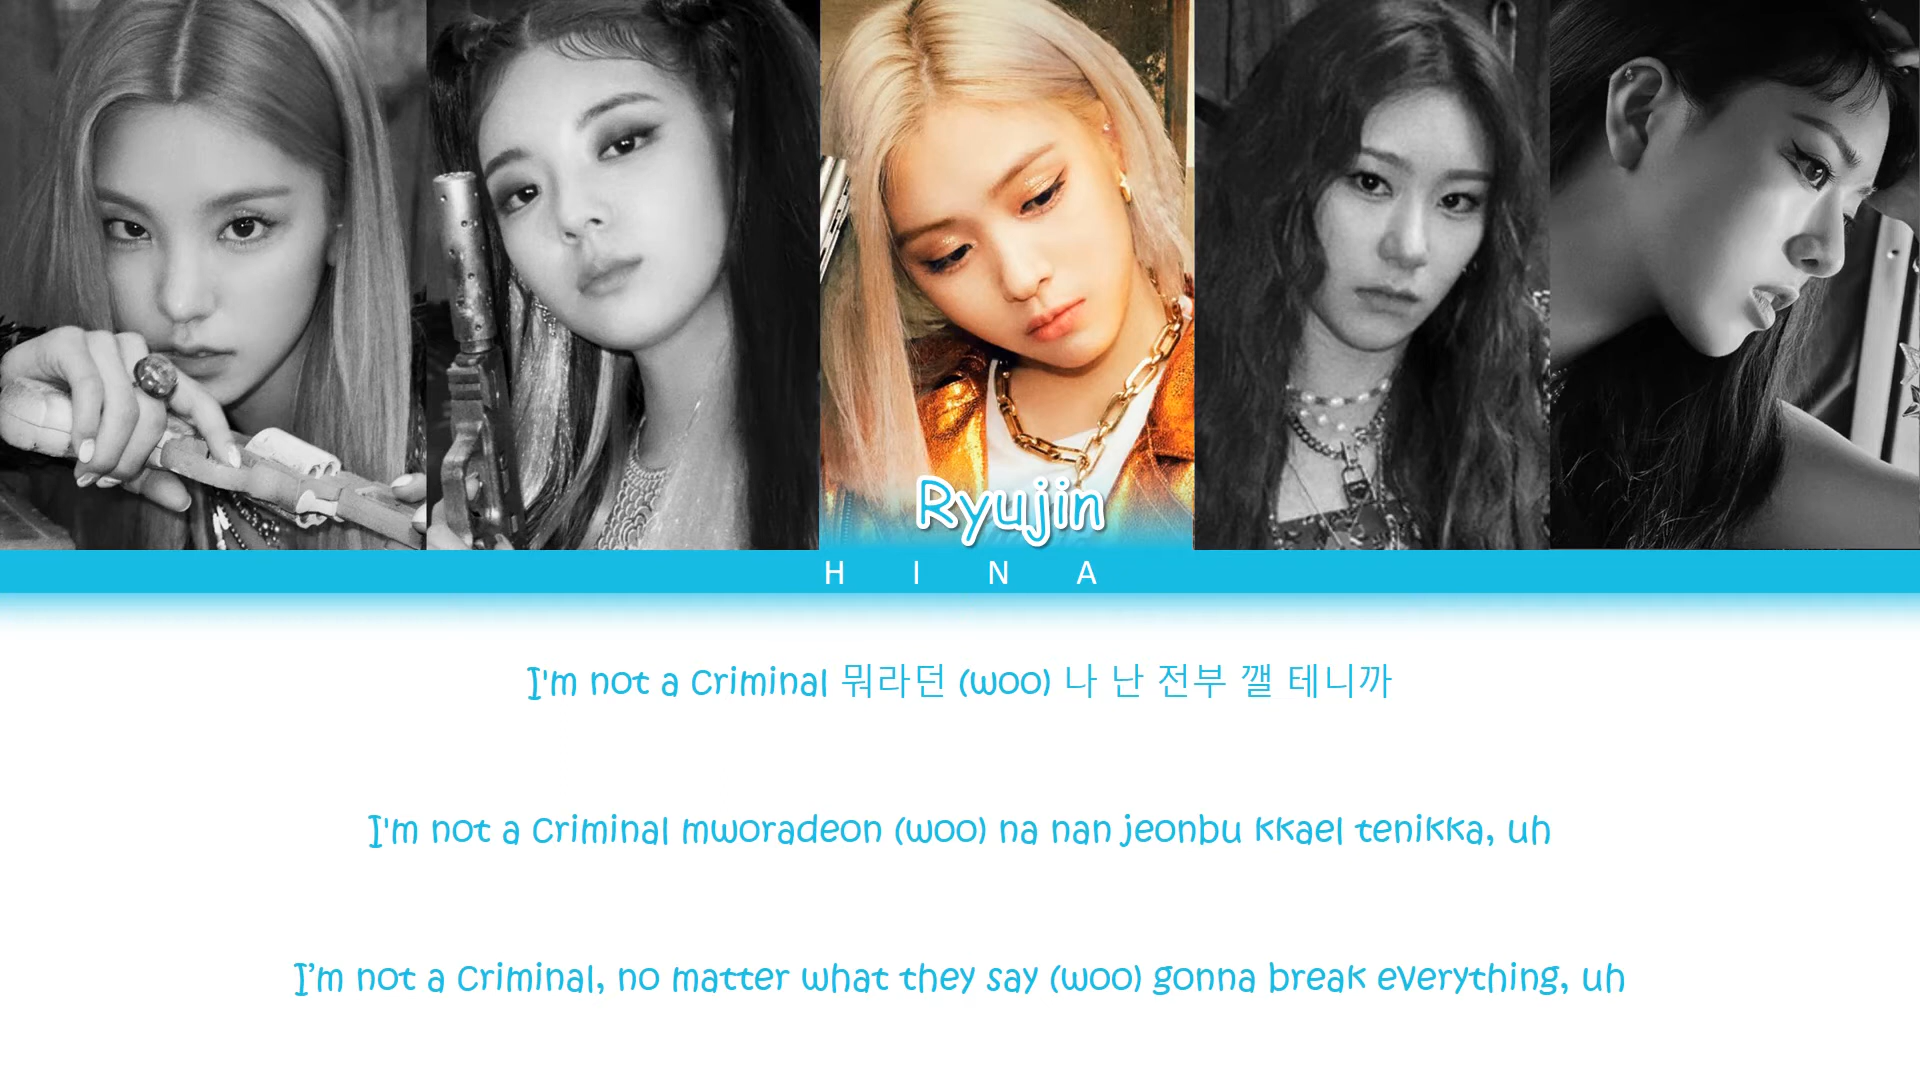 Ryujin
H I N A
I'm not a Criminal 뭐라던 (woo) 나 난 전부 깰 테니까
I'm not a Criminal mworadeon (woo) na nan jeonbu kkael tenikka, uh
I’m not a Criminal, no matter what they say (woo) gonna break everything, uh